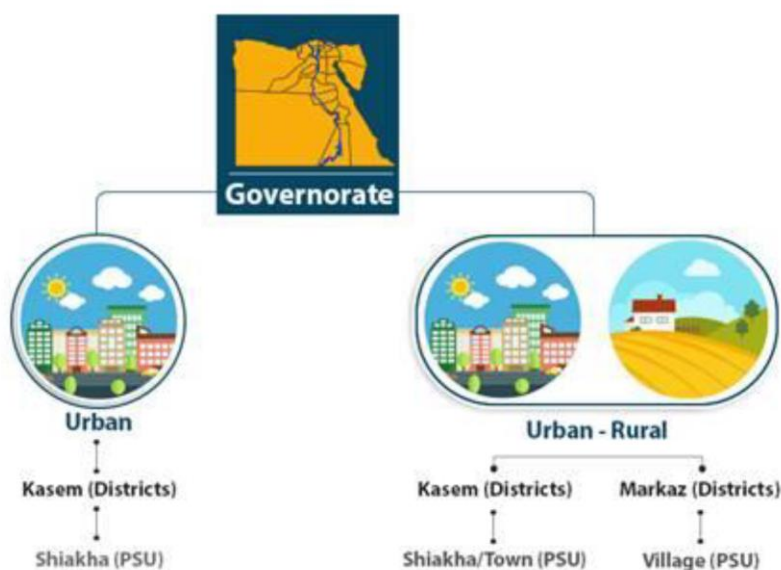 Governorate
Urban
Urban - Rural
Kasem (Districts)
Kasem (Districts)
Markaz (Districts)
Shiakha (PSU)
Shiakha/Town (PSU)
Village (PSU)